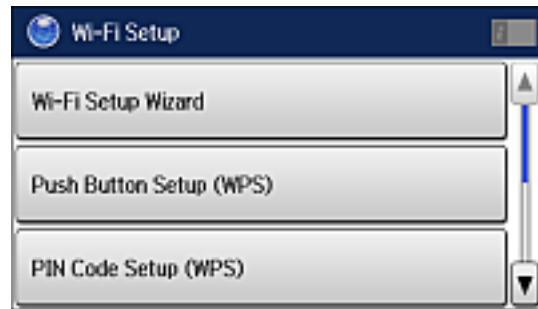 Wi-Fi Setup
Wi-Fi Setup Wizard
Push Button Setup (WPS)
PIN Code Setup (WPS)